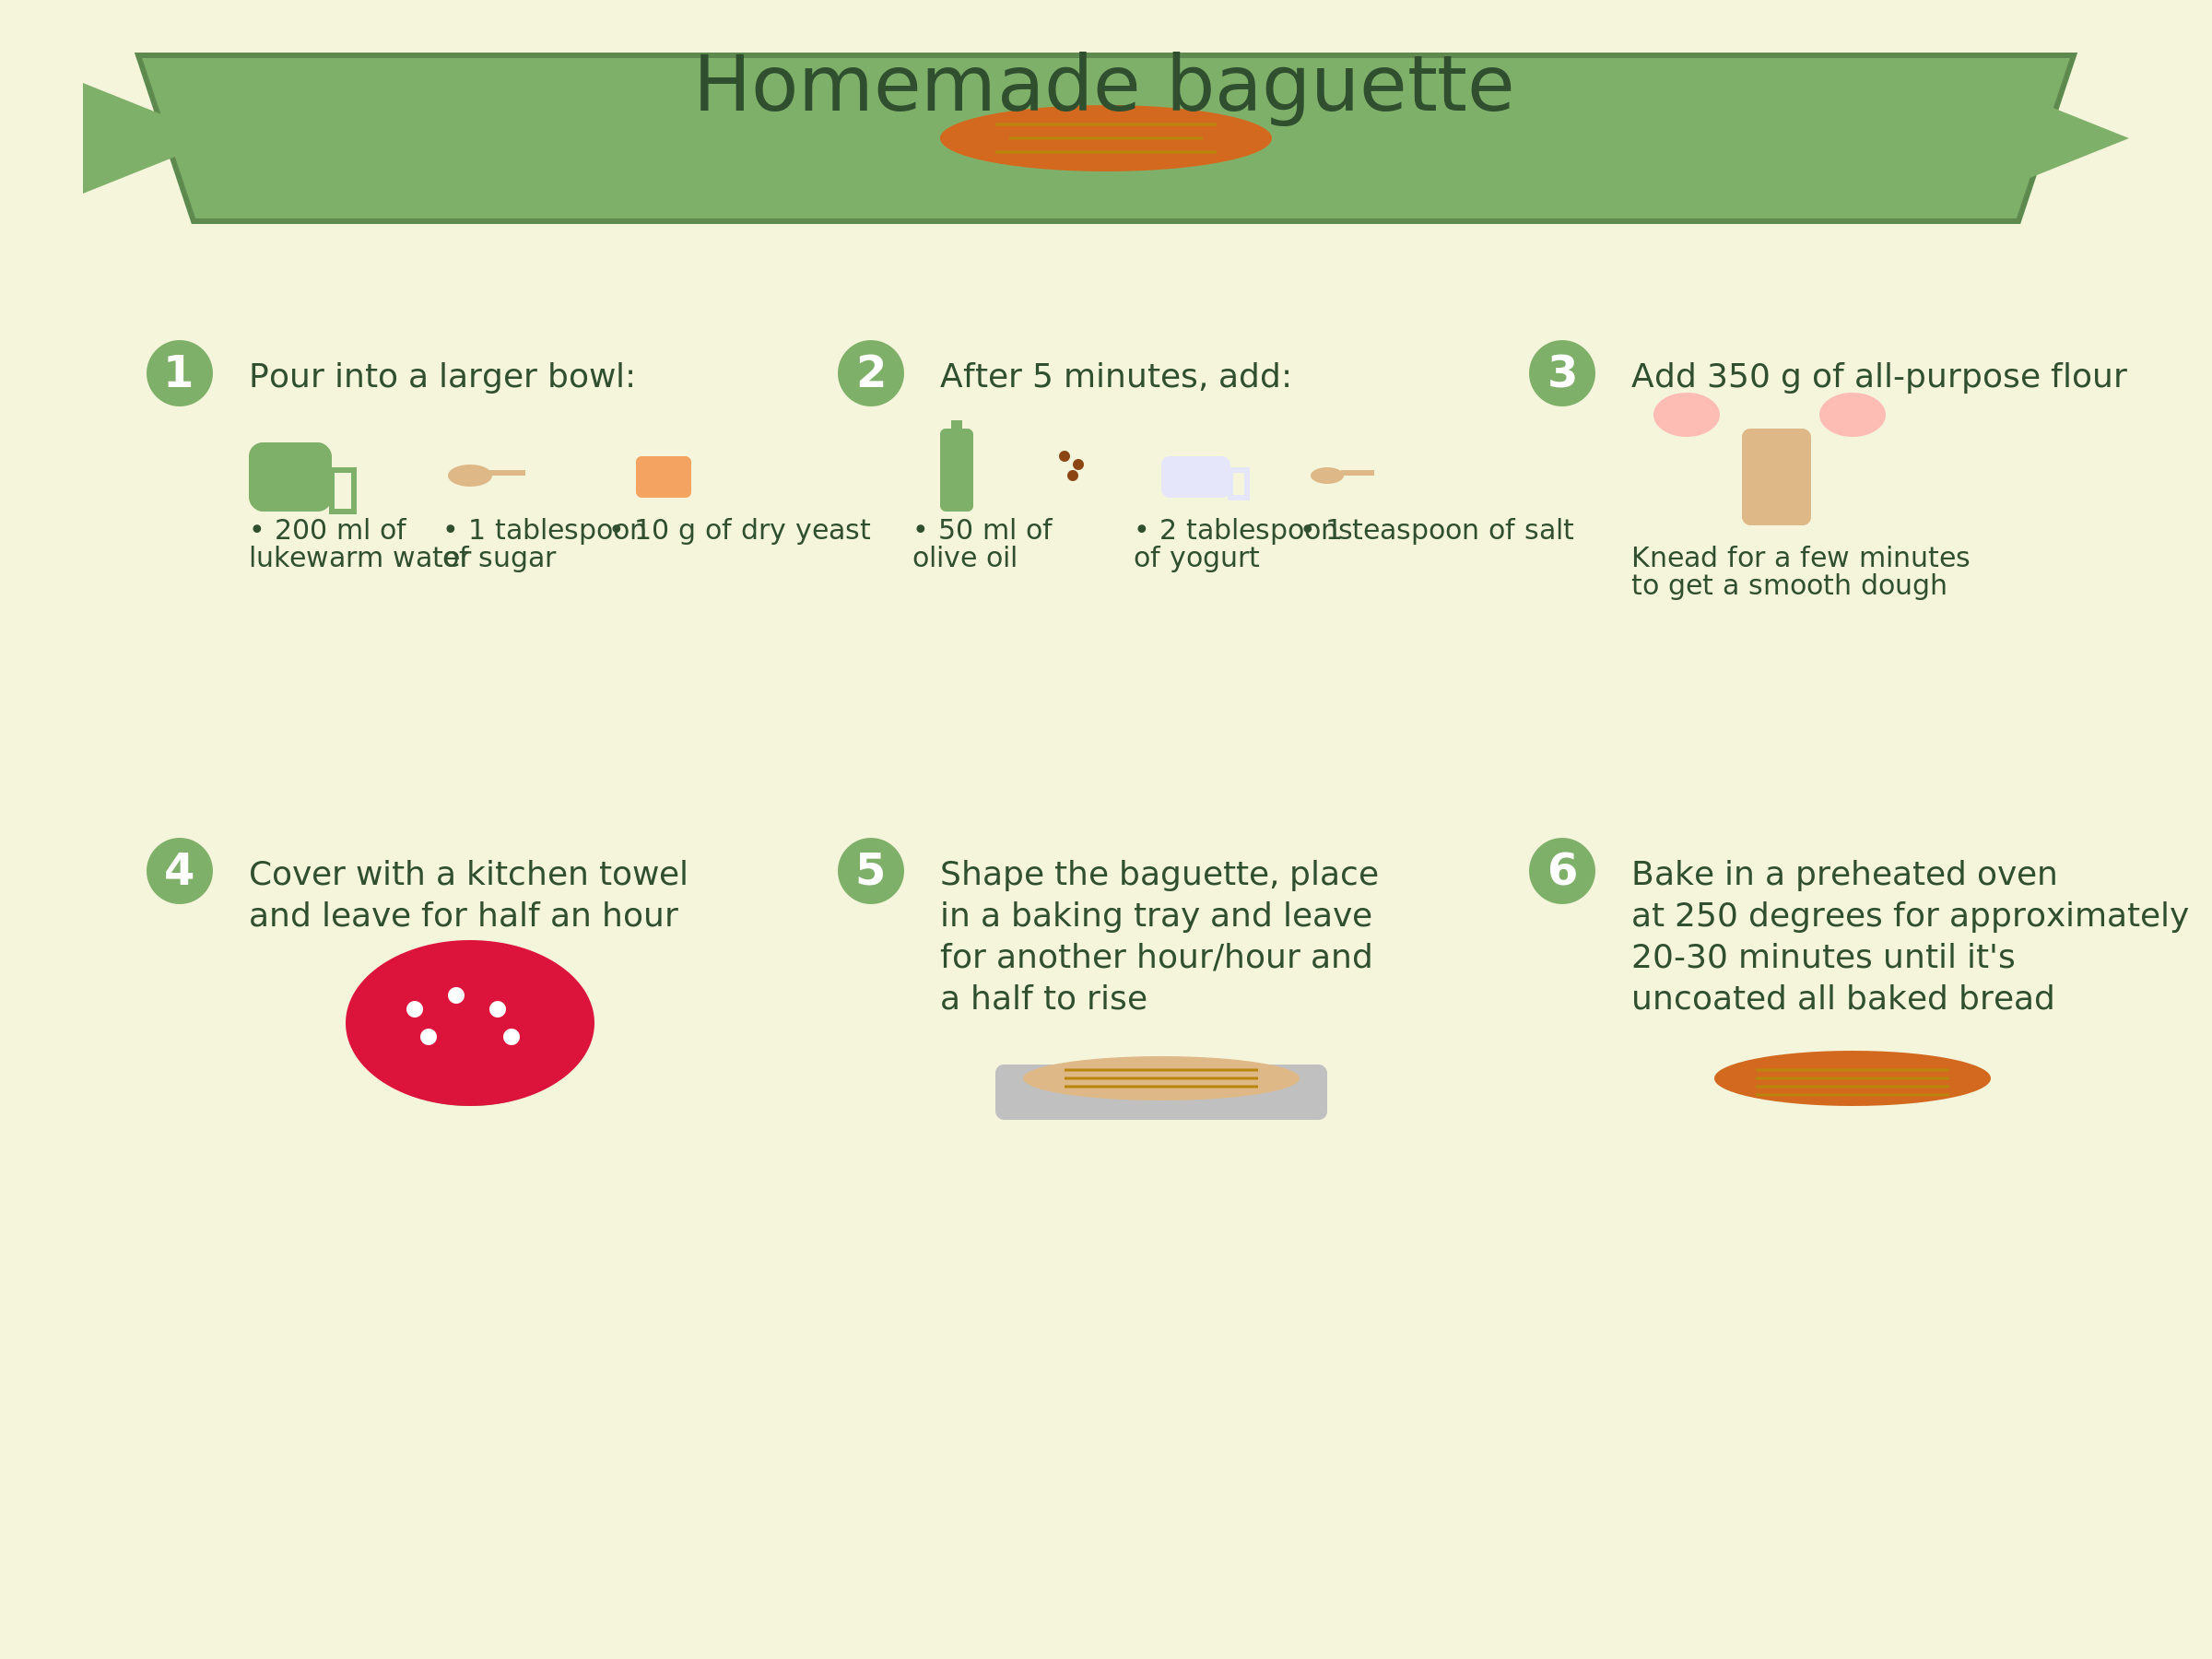 Homemade baguette
1
Pour into a larger bowl:
• 200 ml of
lukewarm water
• 1 tablespoon
of sugar
• 10 g of dry yeast
2
After 5 minutes, add:
• 50 ml of
olive oil
• 2 tablespoons
of yogurt
• 1 teaspoon of salt
3
Add 350 g of all-purpose flour
Knead for a few minutes
to get a smooth dough
4
Cover with a kitchen towel
and leave for half an hour
5
Shape the baguette, place
in a baking tray and leave
for another hour/hour and
a half to rise
6
Bake in a preheated oven
at 250 degrees for approximately
20-30 minutes until it's
uncoated all baked bread